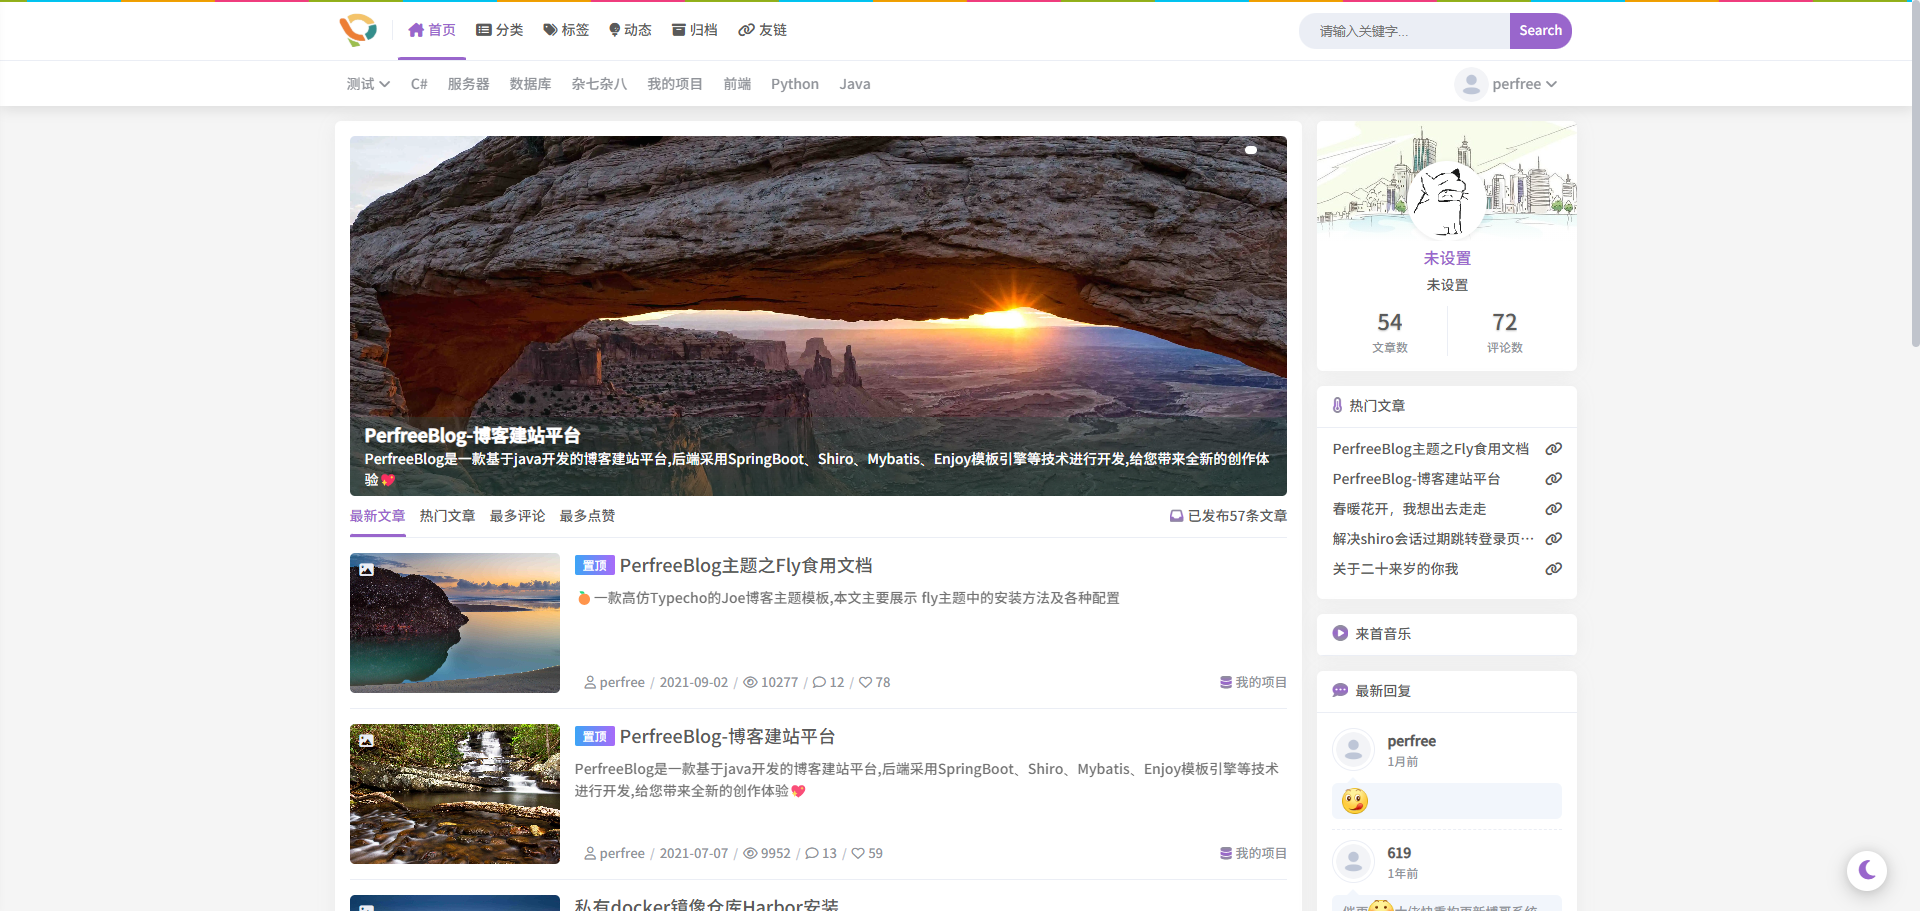 首页 分类 标签 动态 归档 友链
请输入关键字... Search
测试 C# 服务器 数据库 杂七杂八 我的项目 前端 Python Java
perfree
PerfreeBlog-博客建站平台
PerfreeBlog是一款基于java开发的博客建站平台,后端采用SpringBoot、Shiro、Mybatis、Enjoy模板引擎等技术进行开发,给您带来全新的创作体
验💖
最新文章 热门文章 最多评论 最多点赞
已发布57条文章
置顶 PerfreeBlog主题之Fly食用文档
🍊一款高仿Typecho的Joe博客主题模板,本文主要展示 fly主题中的安装方法及各种配置
perfree / 2021-09-02 / 10277 / 12 / 78
我的项目
置顶 PerfreeBlog-博客建站平台
PerfreeBlog是一款基于java开发的博客建站平台,后端采用SpringBoot、Shiro、Mybatis、Enjoy模板引擎等技术
进行开发,给您带来全新的创作体验💖
perfree / 2021-07-07 / 9952 / 13 / 59
我的项目
私有docker镜像仓库Harbor安装
未设置
未设置
54 72
文章数 评论数
热门文章
PerfreeBlog主题之Fly食用文档
PerfreeBlog-博客建站平台
春暖花开，我想出去走走
解决shiro会话过期跳转登录页…
关于二十来岁的你我
来首音乐
最新回复
perfree
1月前
619
1年前